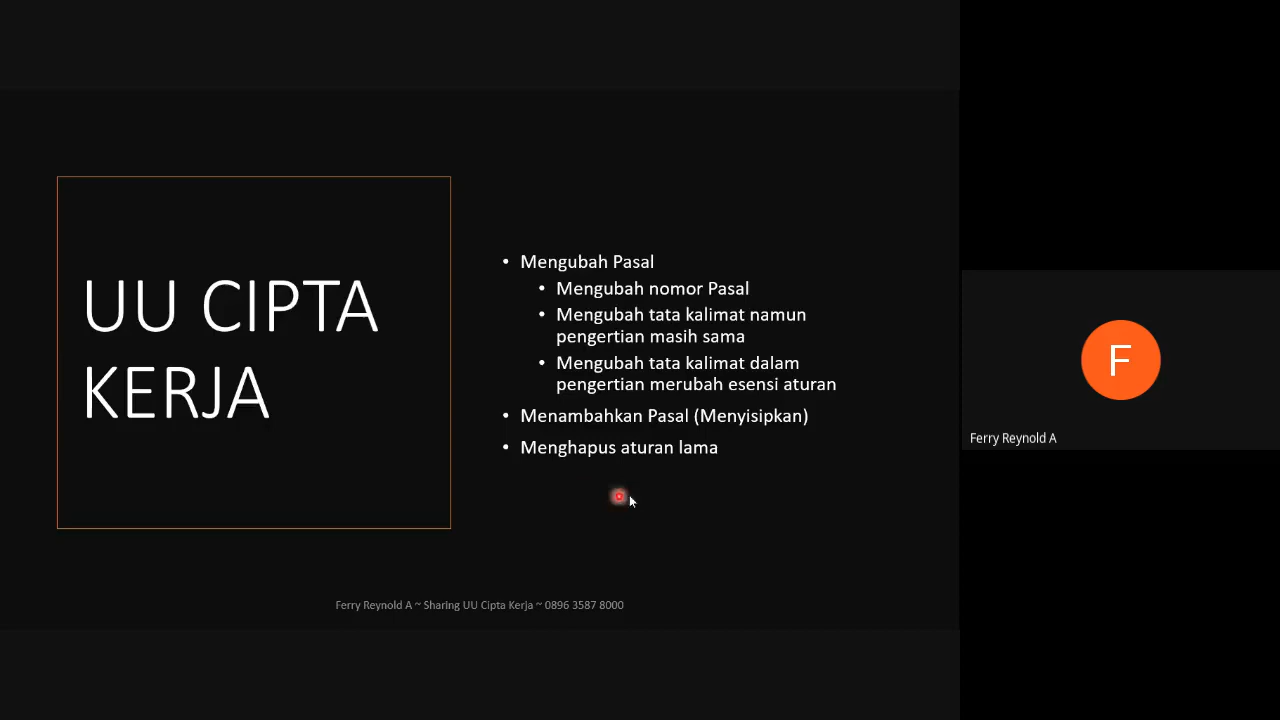 UU CIPTA
KERJA
• Mengubah Pasal
• Mengubah nomor Pasal
• Mengubah tata kalimat namun
pengertian masih sama
• Mengubah tata kalimat dalam
pengertian merubah esensi aturan
• Menambahkan Pasal (Menyisipkan)
• Menghapus aturan lama
Ferry Reynold A ~ Sharing UU Cipta Kerja ~ 0896 3587 8000
F
Ferry Reynold A